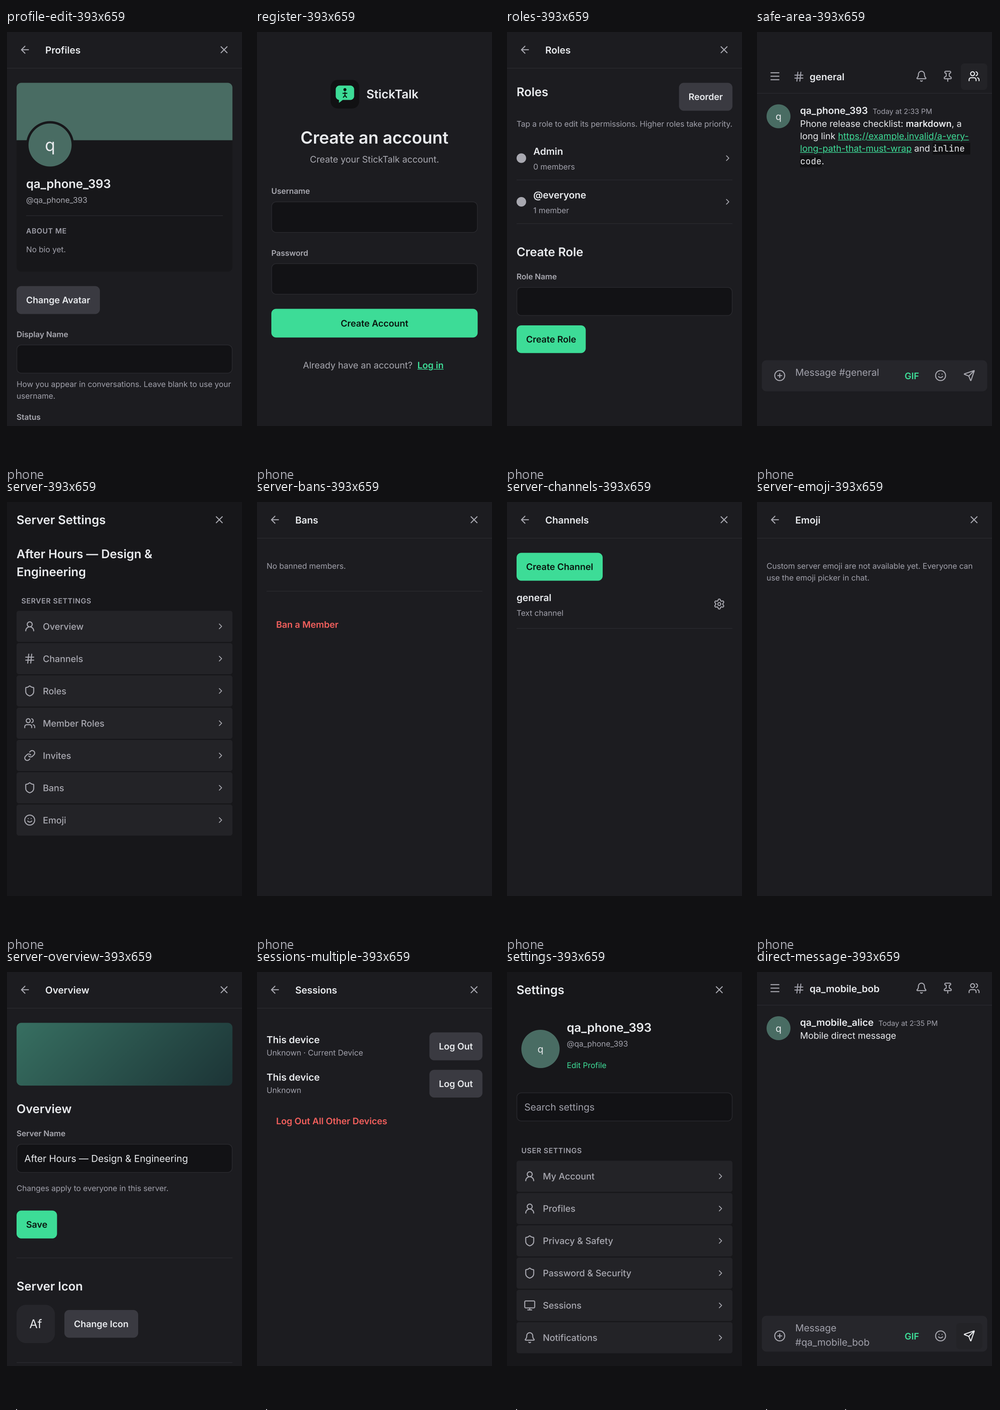 profile-edit-393x659
Profiles
q
qa_phone_393
@qa_phone_393
ABOUT ME
No bio yet.
Change Avatar
Display Name
How you appear in conversations. Leave blank to use your
username.
Status
register-393x659
StickTalk
Create an account
Create your StickTalk account.
Username
Password
Create Account
Already have an account? Log in
roles-393x659
Roles
Roles
Reorder
Tap a role to edit its permissions. Higher roles take priority.
Admin
0 members
@everyone
1 member
Create Role
Role Name
Create Role
safe-area-393x659
# general
q
qa_phone_393 Today at 2:33 PM
Phone release checklist: markdown, a
long link https://example.invalid/a-very-
long-path-that-must-wrap and inline
code.
Message #general
GIF
phone
server-393x659
Server Settings
After Hours — Design &
Engineering
SERVER SETTINGS
Overview
Channels
Roles
Member Roles
Invites
Bans
Emoji
phone
server-bans-393x659
Bans
No banned members.
Ban a Member
phone
server-channels-393x659
Channels
Create Channel
general
Text channel
phone
server-emoji-393x659
Emoji
Custom server emoji are not available yet. Everyone can
use the emoji picker in chat.
phone
server-overview-393x659
Overview
Overview
Server Name
After Hours — Design & Engineering
Changes apply to everyone in this server.
Save
Server Icon
Af
Change Icon
phone
sessions-multiple-393x659
Sessions
This device
Unknown · Current Device
Log Out
This device
Unknown
Log Out
Log Out All Other Devices
phone
settings-393x659
Settings
q
qa_phone_393
@qa_phone_393
Edit Profile
Search settings
USER SETTINGS
My Account
Profiles
Privacy & Safety
Password & Security
Sessions
Notifications
phone
direct-message-393x659
# qa_mobile_bob
q
qa_mobile_alice Today at 2:35 PM
Mobile direct message
Message
#qa_mobile_bob
GIF